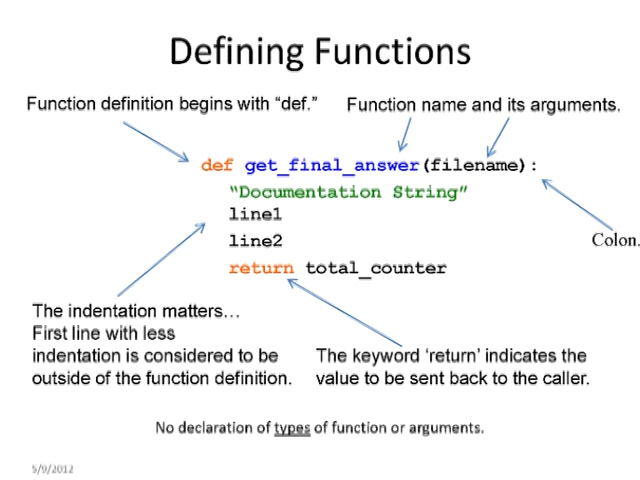 Defining Functions
Function definition begins with “def.”
Function name and its arguments.
def get_final_answer(filename):
“Documentation String”
line1
line2
return total_counter
Colon.
The indentation matters…
First line with less
indentation is considered to be
outside of the function definition.
The keyword ‘return’ indicates the
value to be sent back to the caller.
No declaration of types of function or arguments.
5/9/2012